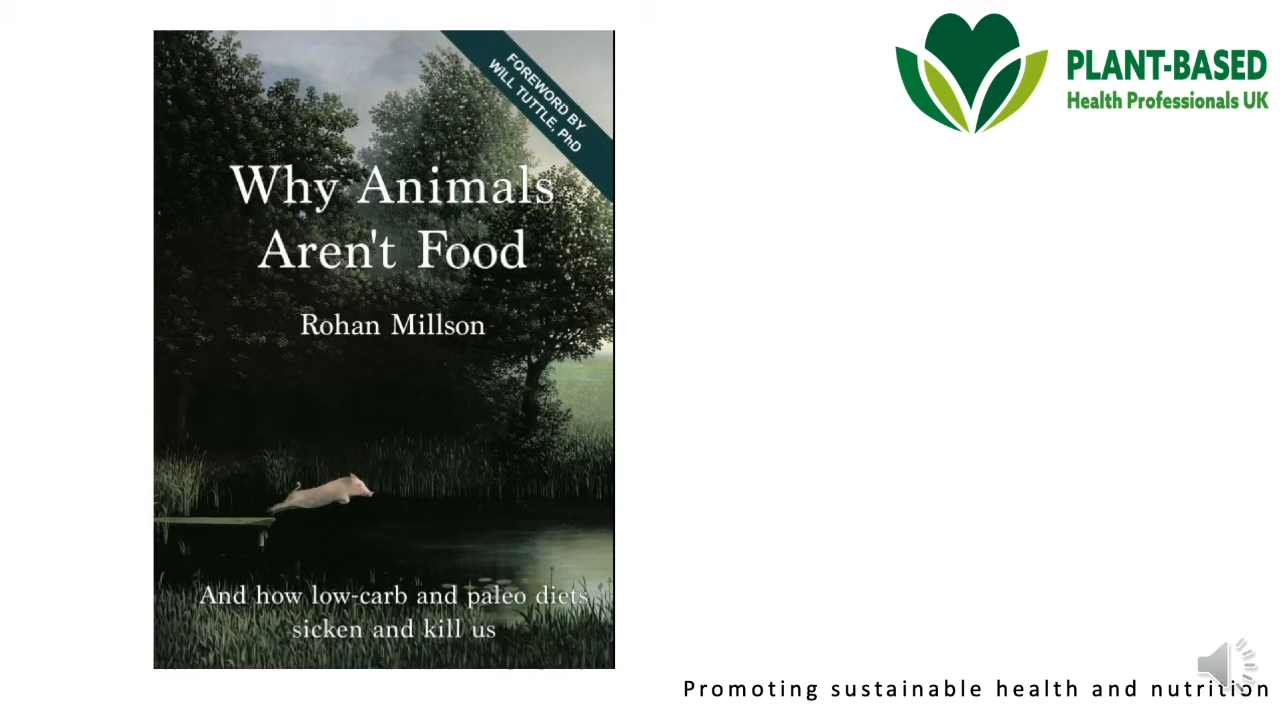 FOREWORD BY
WILL TUTTLE, PhD
Why Animals
Aren't Food
Rohan Millson
And how low-carb and paleo diets
sicken and kill us
PLANT-BASED
Health Professionals UK
Promoting sustainable health and nutrition